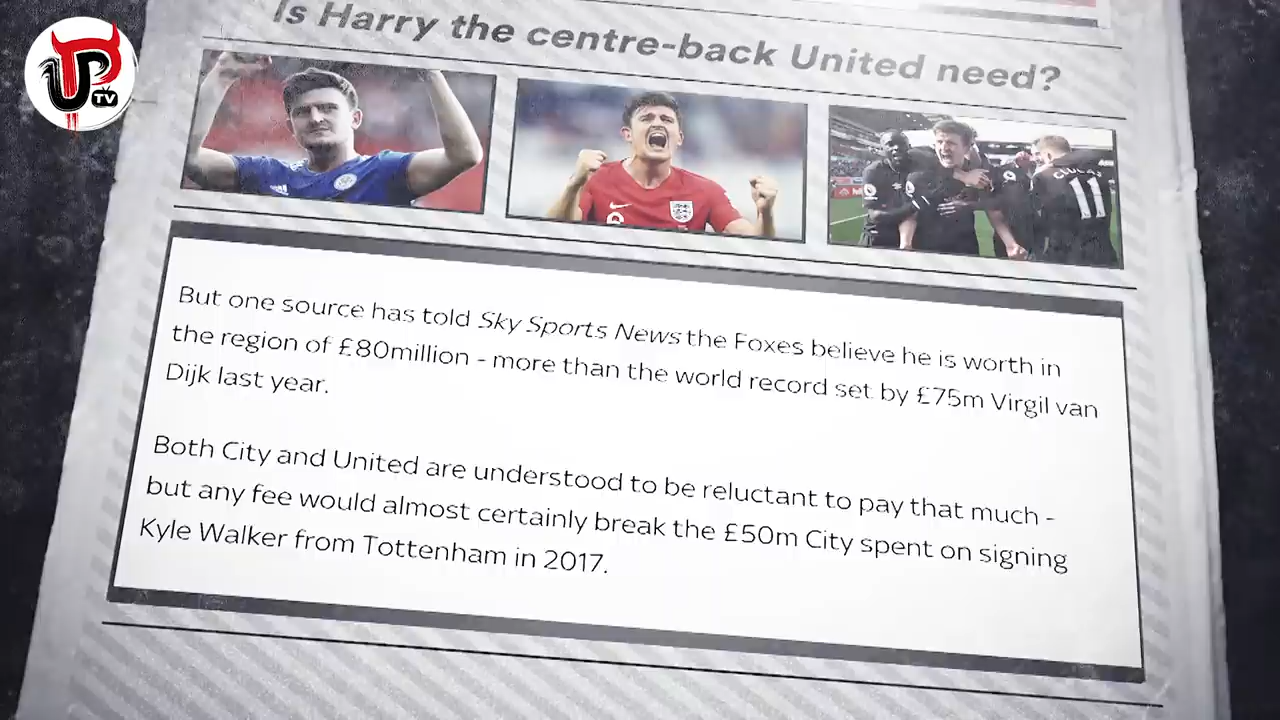 UP
TV
Is Harry the centre-back United need?
11
But one source has told Sky Sports News the Foxes believe he is worth in
the region of £80million - more than the world record set by £75m Virgil van
Dijk last year.
Both City and United are understood to be reluctant to pay that much -
but any fee would almost certainly break the £50m City spent on signing
Kyle Walker from Tottenham in 2017.